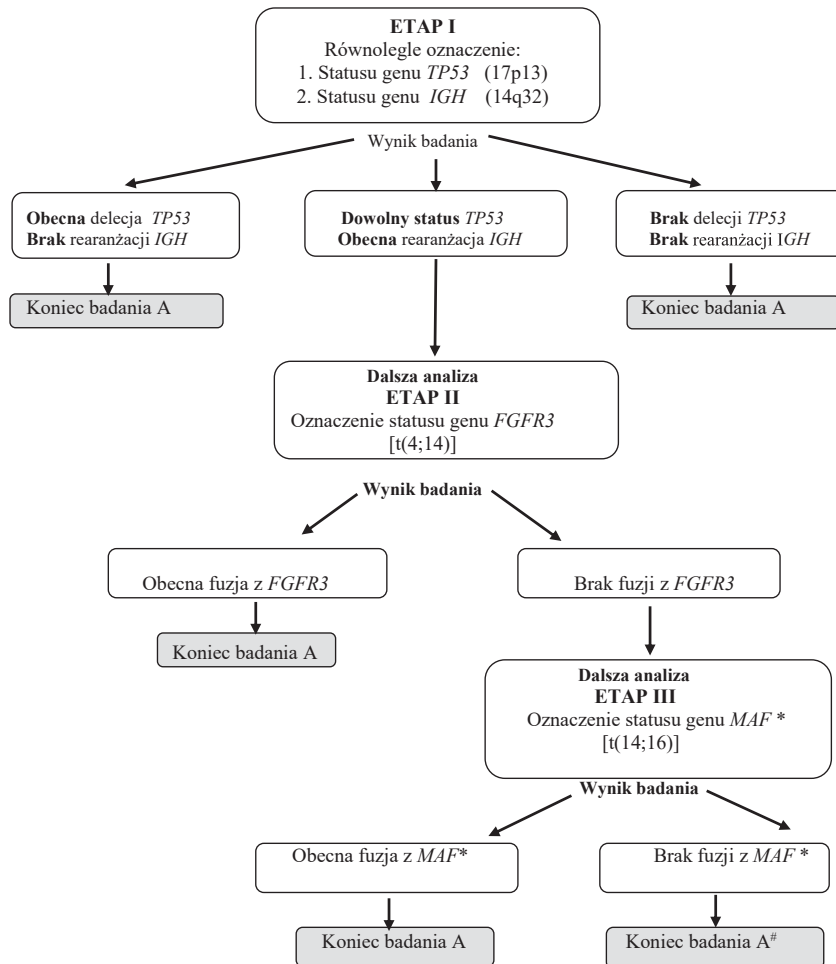 ETAP I
Równolegle oznaczenie:
1. Statusu genu TP53 (17p13)
2. Statusu genu IGH (14q32)
Wynik badania
Obecna delecja TP53
Brak rearanżacji IGH
Dowolny status TP53
Obecna rearanżacja IGH
Brak delecji TP53
Brak rearanżacji IGH
Koniec badania A
Koniec badania A
Dalsza analiza
ETAP II
Oznaczenie statusu genu FGFR3
[t(4;14)]
Wynik badania
Obecna fuzja z FGFR3
Brak fuzji z FGFR3
Koniec badania A
Dalsza analiza
ETAP III
Oznaczenie statusu genu MAF *
[t(14;16)]
Wynik badania
Obecna fuzja z MAF*
Brak fuzji z MAF *
Koniec badania A
Koniec badania A#